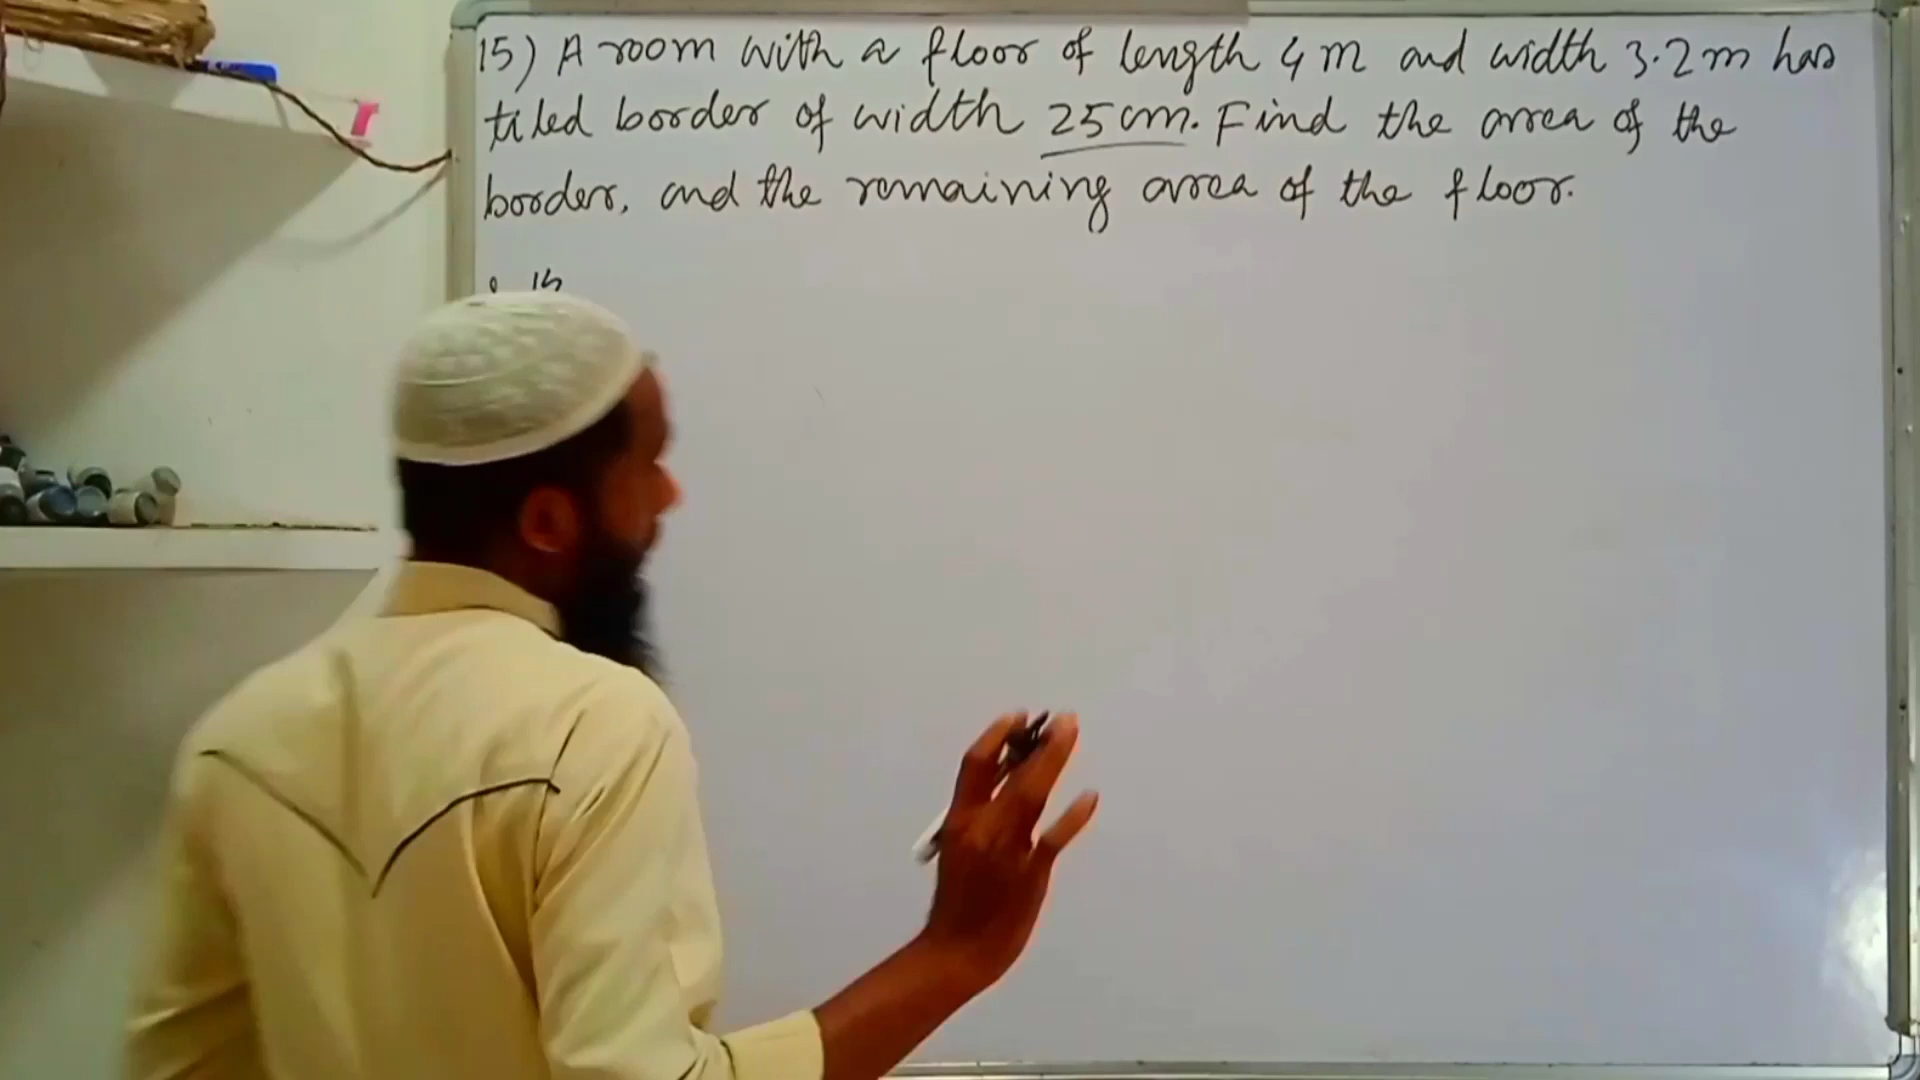 15) A room with a floor of length 4 m and width 3.2 m has
tiled border of width 25 cm. Find the area of the
border, and the remaining area of the floor.